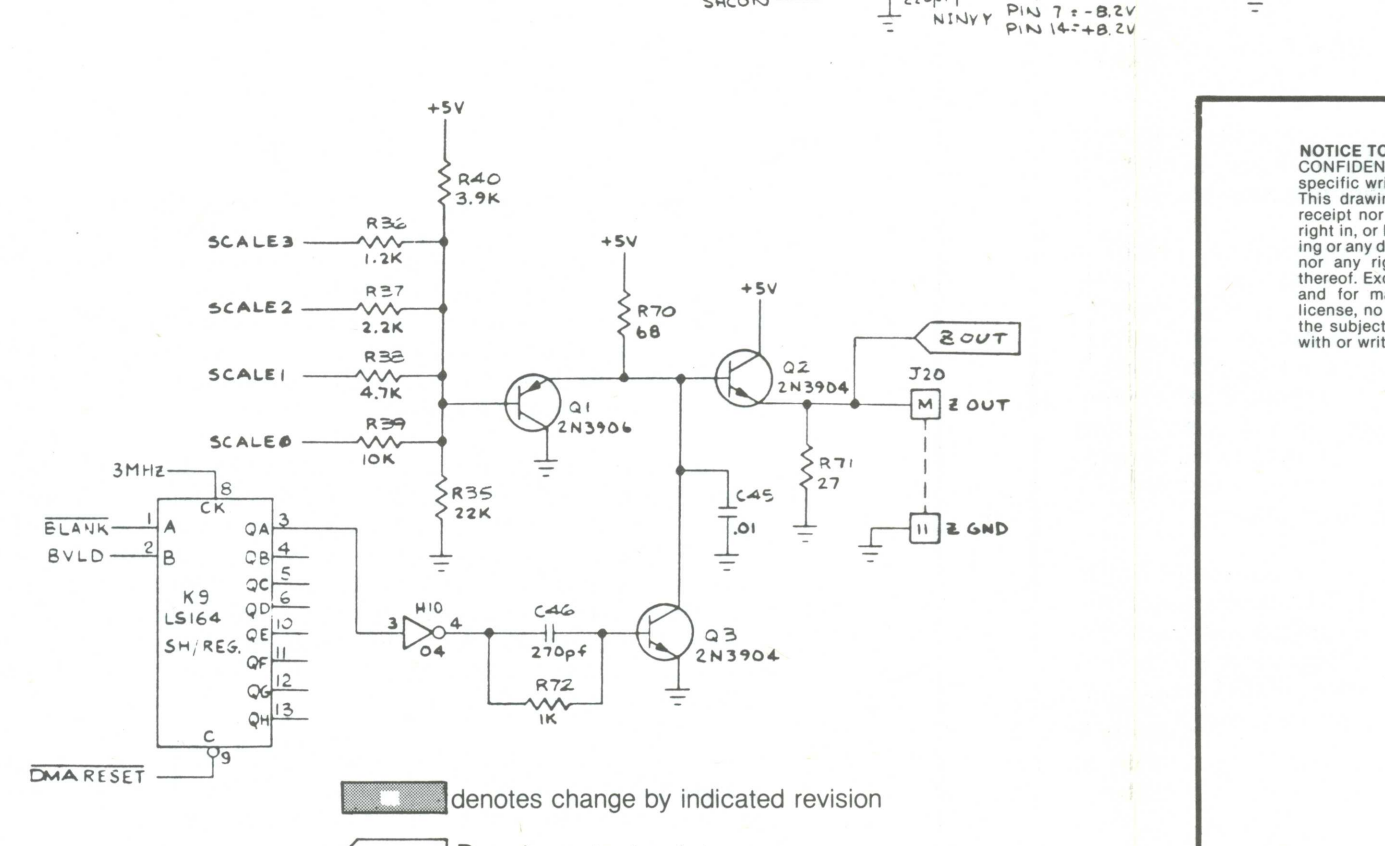 PIN 7 = -8.2V
NINVY PIN 14=+8.2V
+5V
R40
3.9K
SCALE3
R36
1.2K
SCALE2
R37
2.2K
SCALE1
R38
4.7K
SCALE0
R39
10K
R35
22K
Q1
2N3906
+5V
R70
68
+5V
Q2
2N3904
Z OUT
J20
M Z OUT
R71
27
C45
.01
11 Z GND
3MHZ
8
CK
BLANK 1 A
BVLD 2 B
QA 3
QB 4
QC 5
QD 6
QE 10
QF 11
QG 12
QH 13
K9
LS164
SH/REG.
C
9
DMA RESET
H10
3 4
04
C46
270pf
R72
1K
Q3
2N3904
denotes change by indicated revision
NOTICE TO
CONFIDEN
specific wri
This drawin
receipt nor
right in, or
ing or any d
nor any rig
thereof. Exc
and for ma
license, no
the subject
with or writ